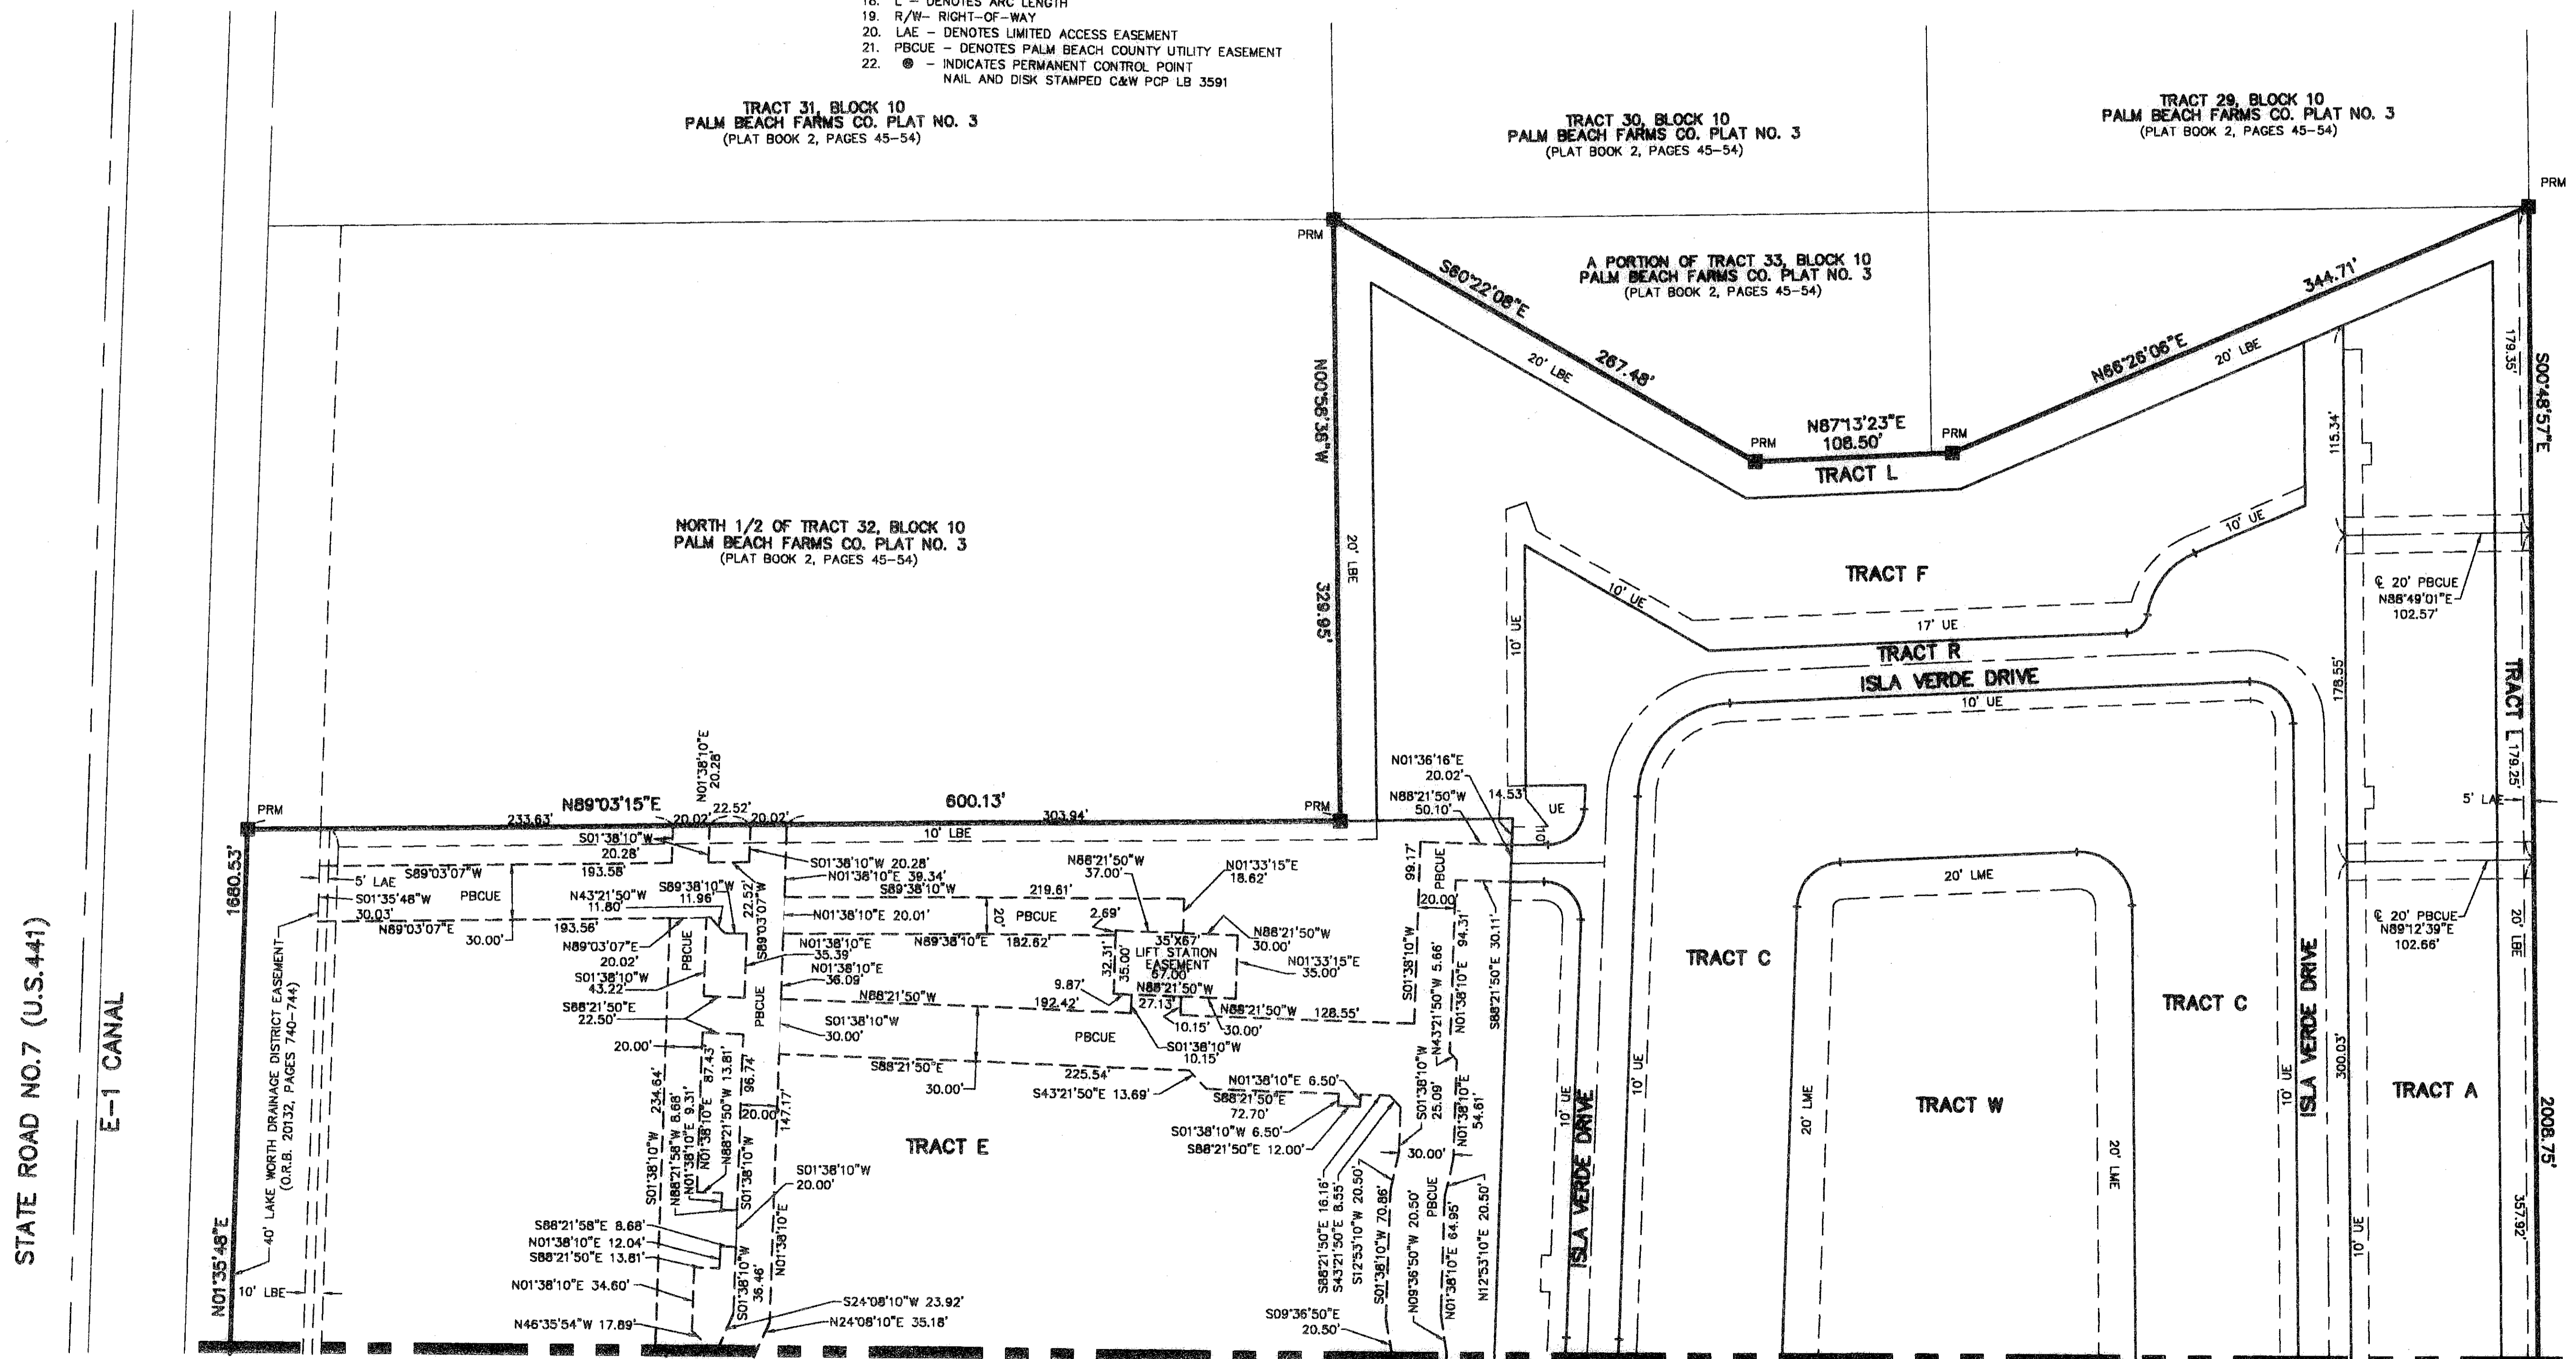 18. L - DENOTES ARC LENGTH
19. R/W- RIGHT-OF-WAY
20. LAE - DENOTES LIMITED ACCESS EASEMENT
21. PBCUE - DENOTES PALM BEACH COUNTY UTILITY EASEMENT
22. - INDICATES PERMANENT CONTROL POINT
NAIL AND DISK STAMPED C&W PCP LB 3591
TRACT 31, BLOCK 10
PALM BEACH FARMS CO. PLAT NO. 3
(PLAT BOOK 2, PAGES 45-54)
TRACT 30, BLOCK 10
PALM BEACH FARMS CO. PLAT NO. 3
(PLAT BOOK 2, PAGES 45-54)
TRACT 29, BLOCK 10
PALM BEACH FARMS CO. PLAT NO. 3
(PLAT BOOK 2, PAGES 45-54)
PRM
PRM
A PORTION OF TRACT 33, BLOCK 10
PALM BEACH FARMS CO. PLAT NO. 3
(PLAT BOOK 2, PAGES 45-54)
S60°22'08"E
267.48'
20' LBE
N87°13'23"E
108.50'
PRM
PRM
TRACT L
N66°26'06"E
344.71'
20' LBE
179.35'
S00°48'57"E
115.34'
N00°58'38"W
329.95'
20' LBE
NORTH 1/2 OF TRACT 32, BLOCK 10
PALM BEACH FARMS CO. PLAT NO. 3
(PLAT BOOK 2, PAGES 45-54)
TRACT F
10' UE
10' UE
10' UE
17' UE
TRACT R
ISLA VERDE DRIVE
10' UE
℄ 20' PBCUE
N88°49'01"E
102.57'
178.55'
TRACT L
179.25'
5' LAE
PRM
N89°03'15"E
600.13'
PRM
233.63'
20.02'
22.52'
20.02'
303.94'
N01°38'10"E
20.28'
10' LBE
N01°36'16"E
20.02'
N88°21'50"W
50.10'
14.53'
UE
10'
S01°38'10"W
20.28'
S89°03'07"W
193.58'
5' LAE
S01°35'48"W
30.03'
PBCUE
N89°03'07"E
193.56'
30.00'
N43°21'50"W
11.80'
S89°38'10"W
11.96'
22.52'
S89°03'07"W
S01°38'10"W 20.28'
N01°38'10"E 39.34'
S89°38'10"W
219.61'
N88°21'50"W
37.00'
N01°33'15"E
18.62'
N01°38'10"E 20.01'
20'
PBCUE
2.69'
N89°38'10"E
182.62'
N01°38'10"E
35.39'
N01°38'10"E
36.09'
35'X67'
LIFT STATION
EASEMENT
67.00'
N88°21'50"W
32.31'
35.00'
N88°21'50"W
30.00'
N01°33'15"E
35.00'
9.87'
27.13'
N88°21'50"W
192.42'
10.15'
30.00'
N88°21'50"W
128.55'
S01°38'10"W
10.15'
PBCUE
S01°38'10"W
30.00'
S88°21'50"E
225.54'
30.00'
S43°21'50"E 13.69'
N01°38'10"E 6.50'
S88°21'50"E
72.70'
S01°38'10"W 6.50'
S88°21'50"E 12.00'
N89°03'07"E
20.02'
S01°38'10"W
43.22'
S88°21'50"E
22.50'
PBCUE
PBCUE
20.00'
234.64'
S01°38'10"W
N88°21'58"W 8.68'
N01°38'10"E 9.31'
N01°38'10"E 87.43'
N88°21'50"W 13.81'
96.74'
S01°38'10"W
20.00'
147.17'
N01°38'10"E
S01°38'10"W
20.00'
TRACT E
S88°21'58"E 8.68'
N01°38'10"E 12.04'
S88°21'50"E 13.81'
N01°38'10"E 34.60'
N46°35'54"W 17.89'
S01°38'10"W
36.46'
S24°08'10"W 23.92'
N24°08'10"E 35.18'
99.17'
S01°38'10"W
PBCUE
20.00'
N01°38'10"E 94.31'
N43°21'50"W 5.66'
S88°21'50"E 30.11'
S01°38'10"W
25.09'
N01°38'10"E
54.61'
30.00'
S88°21'50"E 16.16'
S43°21'50"E 8.55'
S12°53'10"W 20.50'
S01°38'10"W 70.86'
N09°36'50"W 20.50'
PBCUE
N01°38'10"E 64.95'
N12°53'10"E 20.50'
S09°36'50"E
20.50'
1680.53'
N01°35'48"E
40' LAKE WORTH DRAINAGE DISTRICT EASEMENT
(O.R.B. 20132, PAGES 740-744)
10' LBE
STATE ROAD NO.7 (U.S.441)
E-1 CANAL
10' UE
ISLA VERDE DRIVE
10' UE
TRACT C
20' LME
20' LME
TRACT W
20' LME
TRACT C
10' UE
ISLA VERDE DRIVE
300.03'
10' UE
℄ 20' PBCUE
N89°12'39"E
102.66'
20' LBE
TRACT A
2008.75'
357.92'